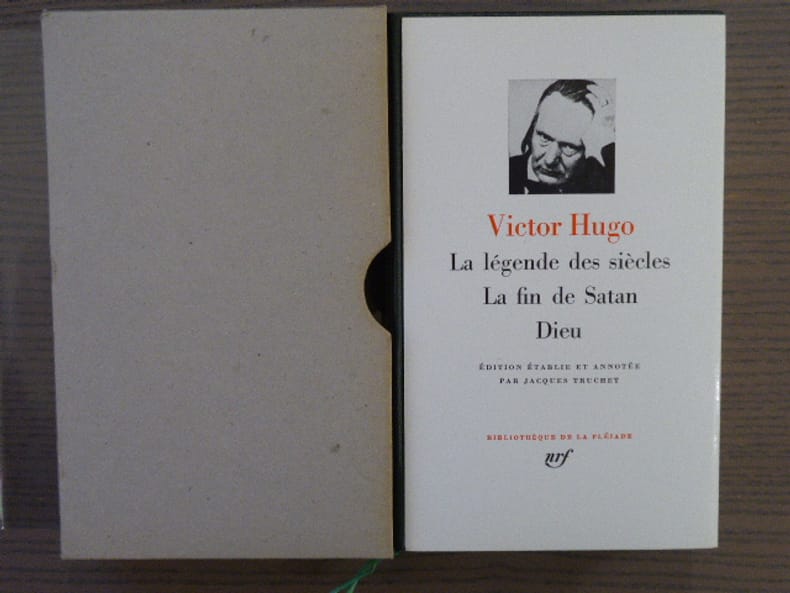 Victor Hugo
La légende des siècles
La fin de Satan
Dieu
ÉDITION ÉTABLIE ET ANNOTÉE
PAR JACQUES TRUCHET
BIBLIOTHÈQUE DE LA PLÉIADE
nrf